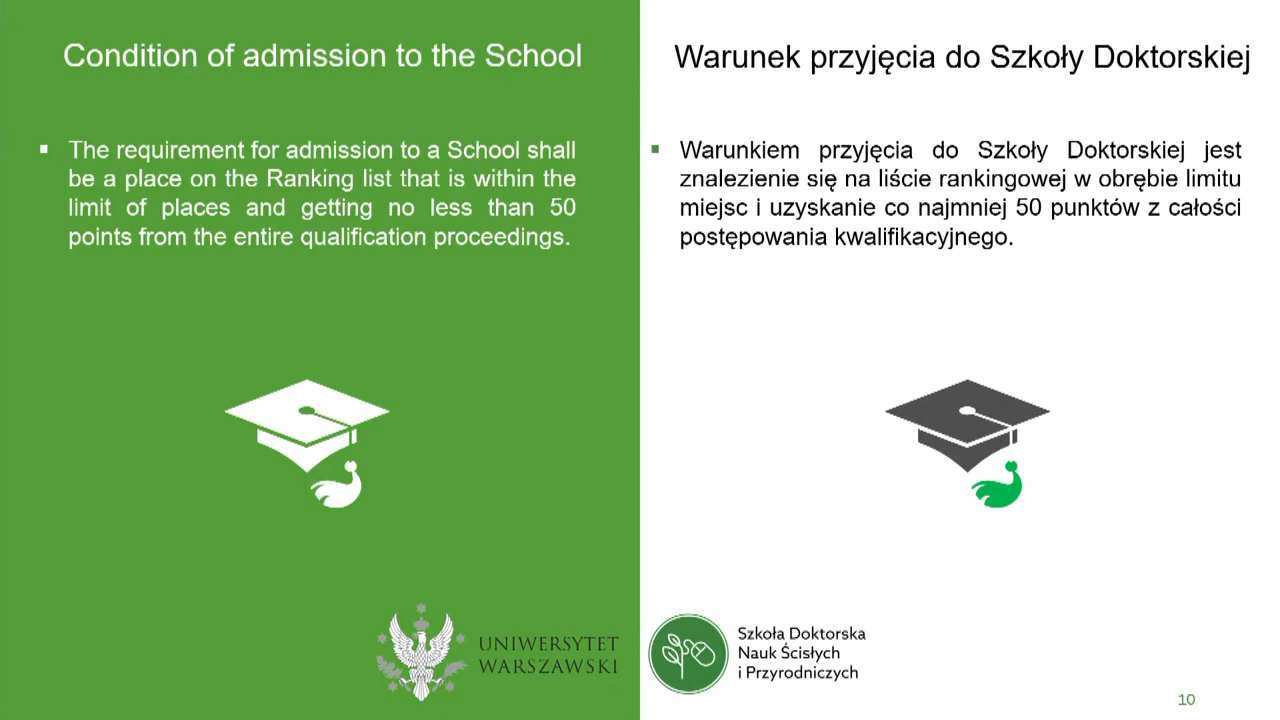 Condition of admission to the School
▪ The requirement for admission to a School shall
be a place on the Ranking list that is within the
limit of places and getting no less than 50
points from the entire qualification proceedings.
Warunek przyjęcia do Szkoły Doktorskiej
▪ Warunkiem przyjęcia do Szkoły Doktorskiej jest
znalezienie się na liście rankingowej w obrębie limitu
miejsc i uzyskanie co najmniej 50 punktów z całości
postępowania kwalifikacyjnego.
UNIWERSYTET
WARSZAWSKI
Szkoła Doktorska
Nauk Ścisłych
i Przyrodniczych
10